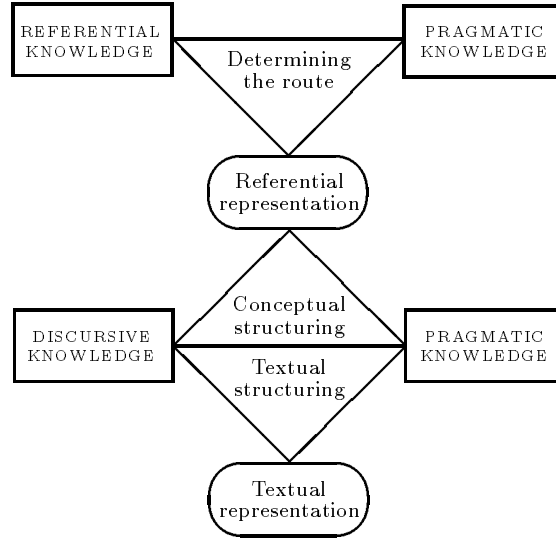 REFERENTIAL
KNOWLEDGE
PRAGMATIC
KNOWLEDGE
Determining
the route
Referential
representation
Conceptual
structuring
DISCURSIVE
KNOWLEDGE
PRAGMATIC
KNOWLEDGE
Textual
structuring
Textual
representation